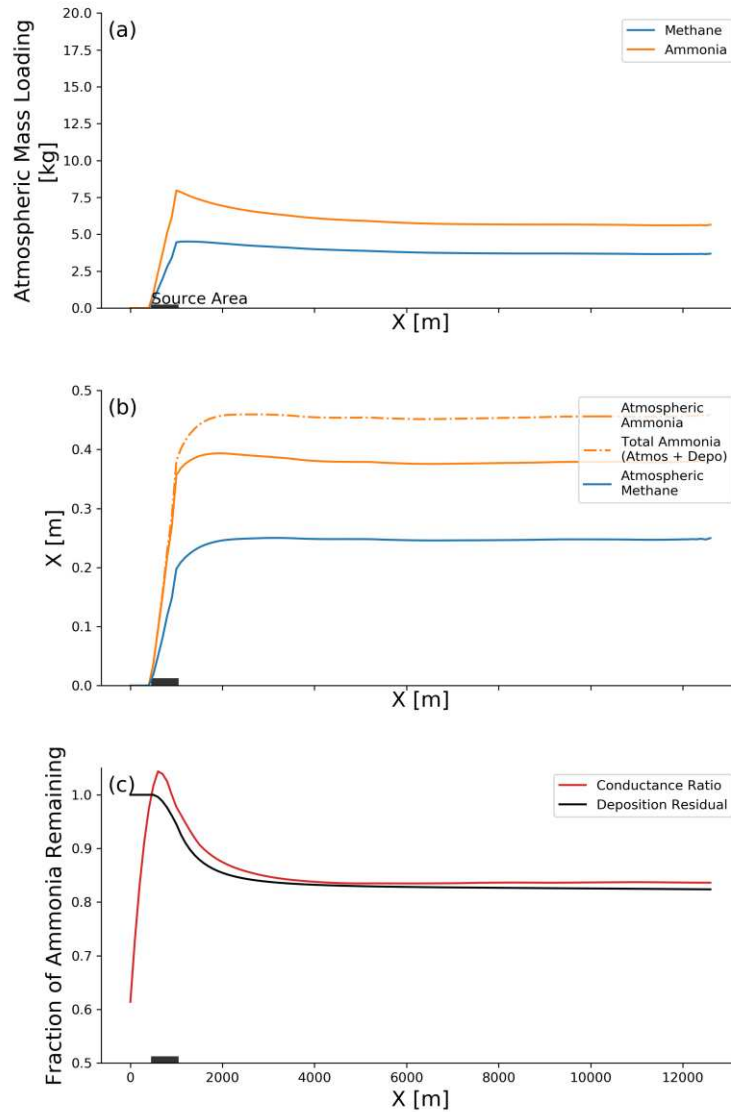 (a)
Atmospheric Mass Loading
[kg]
20.0
17.5
15.0
12.5
10.0
7.5
5.0
2.5
0.0
Methane
Ammonia
Source Area
X [m]
(b)
X [m]
0.5
0.4
0.3
0.2
0.1
0.0
Atmospheric
Ammonia
Total Ammonia
(Atmos + Depo)
Atmospheric
Methane
X [m]
(c)
Fraction of Ammonia Remaining
1.0
0.9
0.8
0.7
0.6
0.5
Conductance Ratio
Deposition Residual
0 2000 4000 6000 8000 10000 12000
X [m]